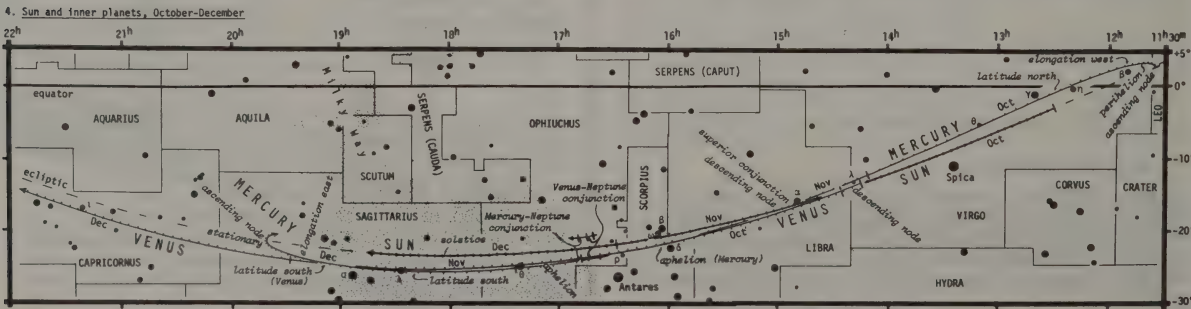 4. Sun and inner planets, October-December
22h 21h 20h 19h 18h 17h 16h 15h 14h 13h 12h 11h30m
+5°
elongation west
SERPENS (CAPUT)
latitude north
β
equator
0°
γ
η
Oct
perihelion
ascending node
LEO
Milky Way
AQUARIUS
AQUILA
SERPENS (CAUDA)
OPHIUCHUS
MERCURY
θ
Oct
superior conjunction
descending node
SUN
-10°
SCUTUM
SCORPIUS
Spica
CORVUS
CRATER
ecliptic
MERCURY
ascending node
Venus-Neptune
conjunction
α
Nov
descending node
VIRGO
Dec
elongation east
SAGITTARIUS
Mercury-Neptune
conjunction
Nov
VENUS
LIBRA
VENUS
stationary
SUN
solstice
Dec
β
Oct
-20°
Dec
Nov
δ
aphelion (Mercury)
CAPRICORNUS
latitude south
(Venus)
σ
λ
latitude south
θ
aphelion
ρ
Antares
HYDRA
-30°